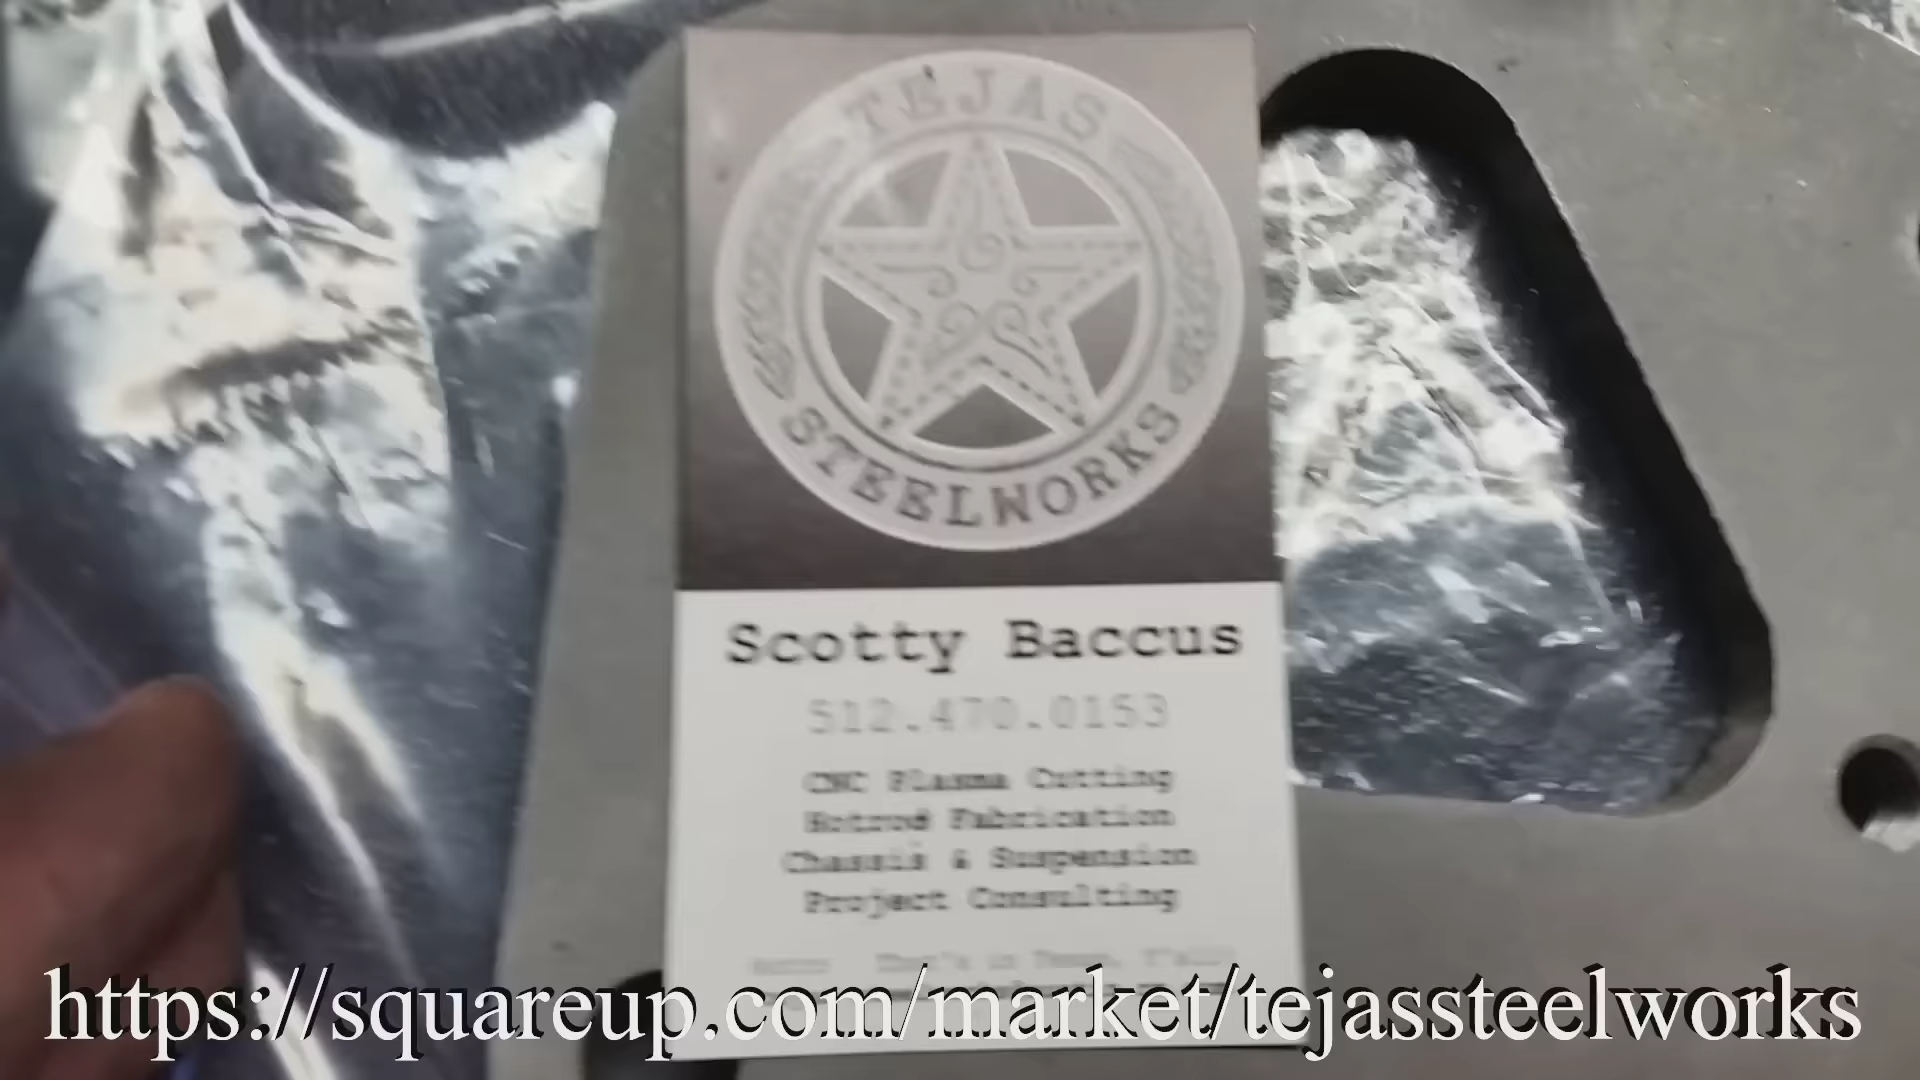 TEJAS
STEELWORKS
Scotty Baccus
512.470.0153
CNC Plasma Cutting
Hotrod Fabrication
Chassis & Suspension
Project Consulting
https://squareup.com/market/tejassteelworks